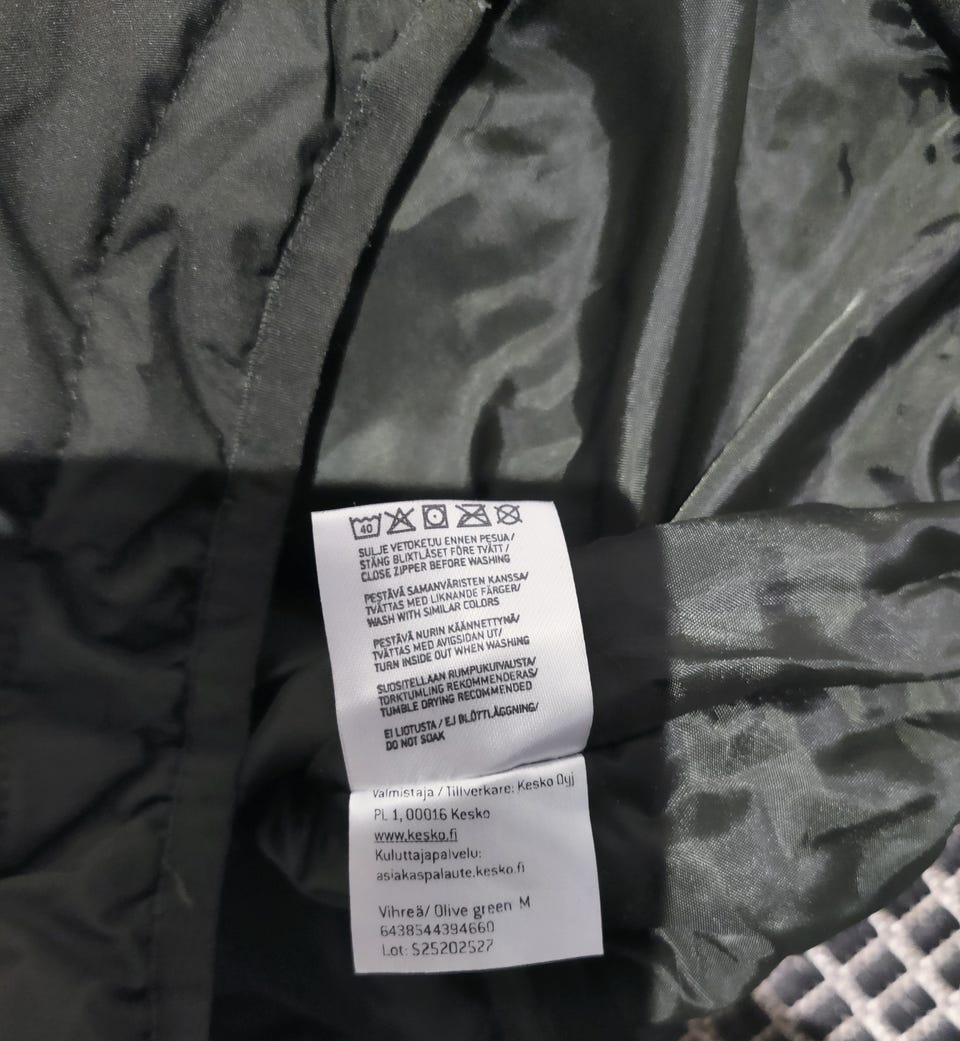 40
SULJE VETOKETJU ENNEN PESUA/
STÄNG BLIXTLÅSET FÖRE TVÄTT/
CLOSE ZIPPER BEFORE WASHING
PESTÄVÄ SAMANVÄRISTEN KANSSA/
TVÄTTAS MED LIKNANDE FÄRGER/
WASH WITH SIMILAR COLORS
PESTÄVÄ NURIN KÄÄNNETTYNÄ/
TVÄTTAS MED AVIGSIDAN UT/
TURN INSIDE OUT WHEN WASHING
SUOSITELLAAN RUMPUKUIVAUSTA/
TORKTUMLING REKOMMENDERAS/
TUMBLE DRYING RECOMMENDED
EI LIOTUSTA / EJ BLÖTLÄGGNING/
DO NOT SOAK
Valmistaja / Tillverkare: Kesko Oyj
PL 1, 00016 Kesko
www.kesko.fi
Kuluttajapalvelu:
asiakaspalaute.kesko.fi
Vihreä/ Olive green M
6438544394660
Lot: S25202527